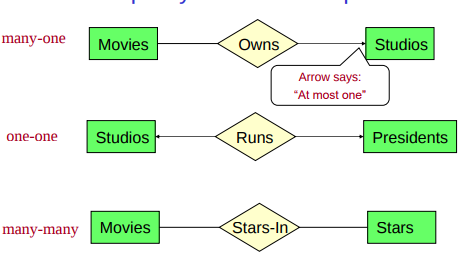 many-one
Movies
Owns
Studios
Arrow says:
“At most one”
one-one
Studios
Runs
Presidents
many-many
Movies
Stars-In
Stars